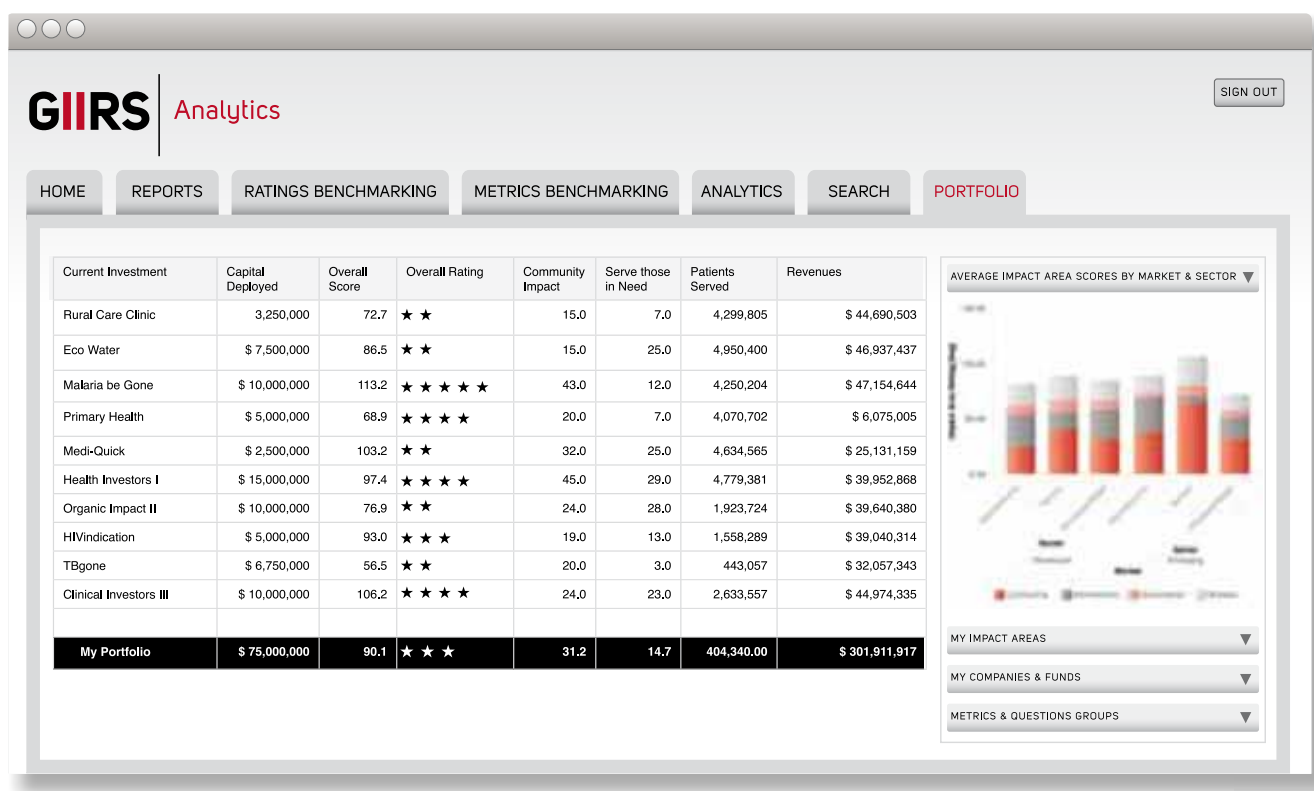 GIIRS Analytics
SIGN OUT
HOME REPORTS RATINGS BENCHMARKING METRICS BENCHMARKING ANALYTICS SEARCH PORTFOLIO
Current Investment Capital Deployed Overall Score Overall Rating Community Impact Serve those in Need Patients Served Revenues
Rural Care Clinic 3,250,000 72.7 ★ ★ 15.0 7.0 4,299,805 $ 44,690,503
Eco Water $ 7,500,000 86.5 ★ ★ 15.0 25.0 4,950,400 $ 46,937,437
Malaria be Gone $ 10,000,000 113.2 ★ ★ ★ ★ ★ 43.0 12.0 4,250,204 $ 47,154,644
Primary Health $ 5,000,000 68.9 ★ ★ ★ ★ 20.0 7.0 4,070,702 $ 6,075,005
Medi-Quick $ 2,500,000 103.2 ★ ★ 32.0 25.0 4,634,565 $ 25,131,159
Health Investors I $ 15,000,000 97.4 ★ ★ ★ ★ 45.0 29.0 4,779,381 $ 39,952,868
Organic Impact II $ 10,000,000 76.9 ★ ★ 24.0 28.0 1,923,724 $ 39,640,380
HIVindication $ 5,000,000 93.0 ★ ★ ★ 19.0 13.0 1,558,289 $ 39,040,314
TBgone $ 6,750,000 56.5 ★ ★ 20.0 3.0 443,057 $ 32,057,343
Clinical Investors III $ 10,000,000 106.2 ★ ★ ★ ★ 24.0 23.0 2,633,557 $ 44,974,335
My Portfolio $ 75,000,000 90.1 ★ ★ ★ 31.2 14.7 404,340.00 $ 301,911,917
AVERAGE IMPACT AREA SCORES BY MARKET & SECTOR ▼
MY IMPACT AREAS ▼
MY COMPANIES & FUNDS ▼
METRICS & QUESTIONS GROUPS ▼